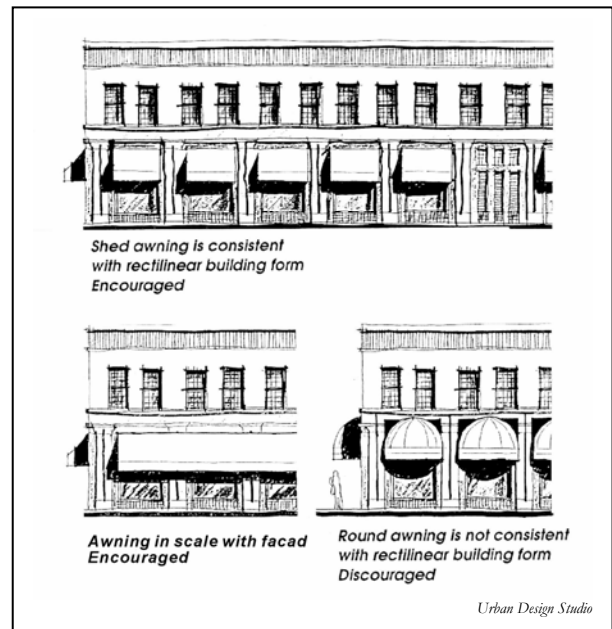 Shed awning is consistent
with rectilinear building form
Encouraged
Awning in scale with facad
Encouraged
Round awning is not consistent
with rectilinear building form
Discouraged
Urban Design Studio